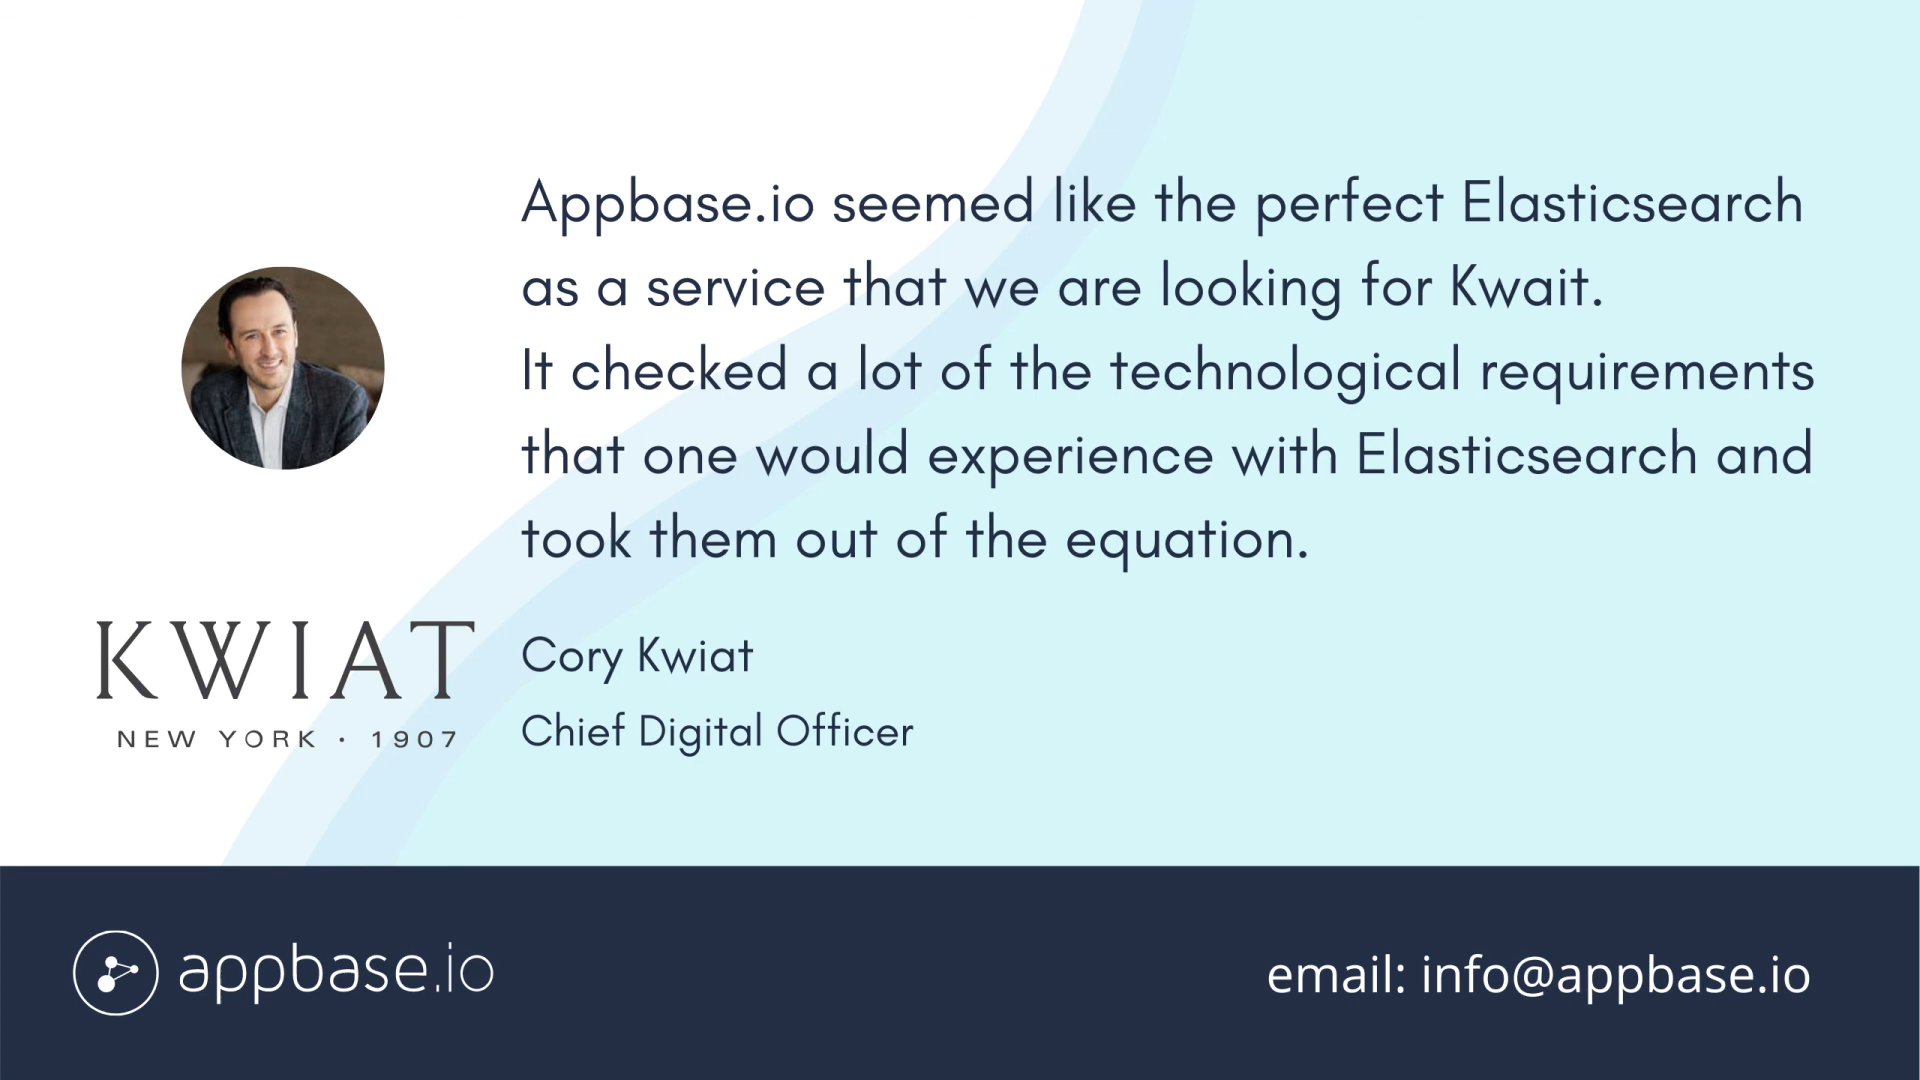 Appbase.io seemed like the perfect Elasticsearch
as a service that we are looking for Kwait.
It checked a lot of the technological requirements
that one would experience with Elasticsearch and
took them out of the equation.
KWIAT
NEW YORK · 1907
Cory Kwiat
Chief Digital Officer
appbase.io
email: info@appbase.io